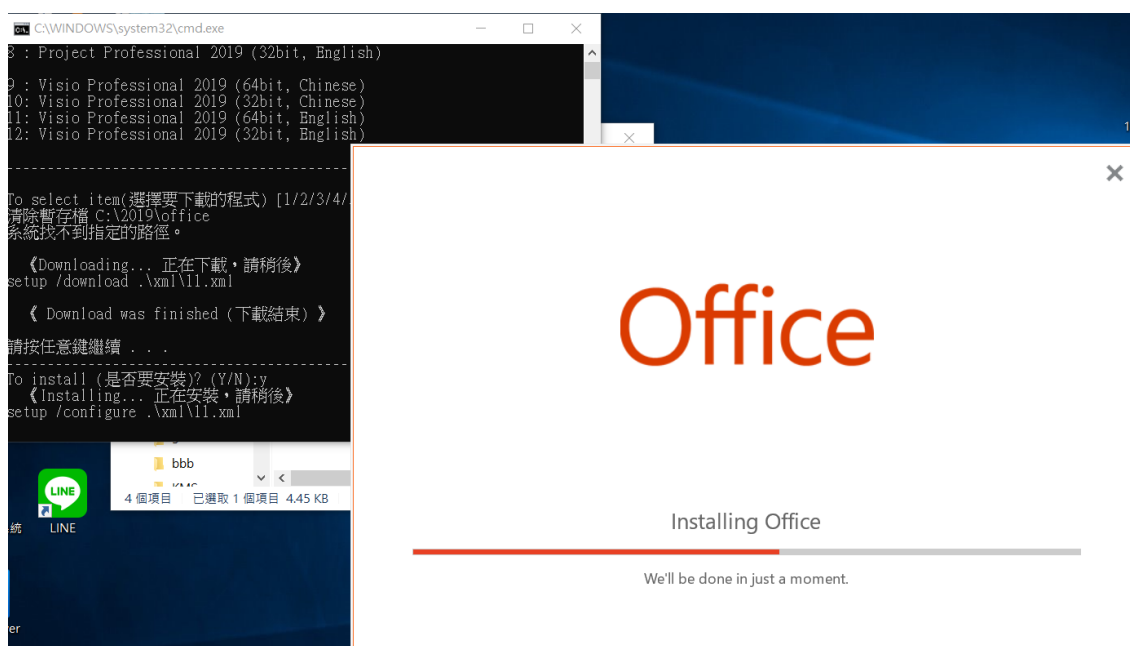 C:\WINDOWS\system32\cmd.exe
8 : Project Professional 2019 (32bit, English)
9 : Visio Professional 2019 (64bit, Chinese)
10: Visio Professional 2019 (32bit, Chinese)
11: Visio Professional 2019 (64bit, English)
12: Visio Professional 2019 (32bit, English)
To select item(選擇要下載的程式) [1/2/3/4/
清除暫存檔 C:\2019\office
系統找不到指定的路徑。
《Downloading... 正在下載，請稍後》
setup /download .\xml\11.xml
《 Download was finished (下載結束) 》
請按任意鍵繼續 . . .
To install (是否要安裝)? (Y/N):y
《Installing... 正在安裝，請稍後》
setup /configure .\xml\11.xml
bbb
4 個項目 已選取 1 個項目 4.45 KB
LINE
統
LINE
er
Office
Installing Office
We'll be done in just a moment.